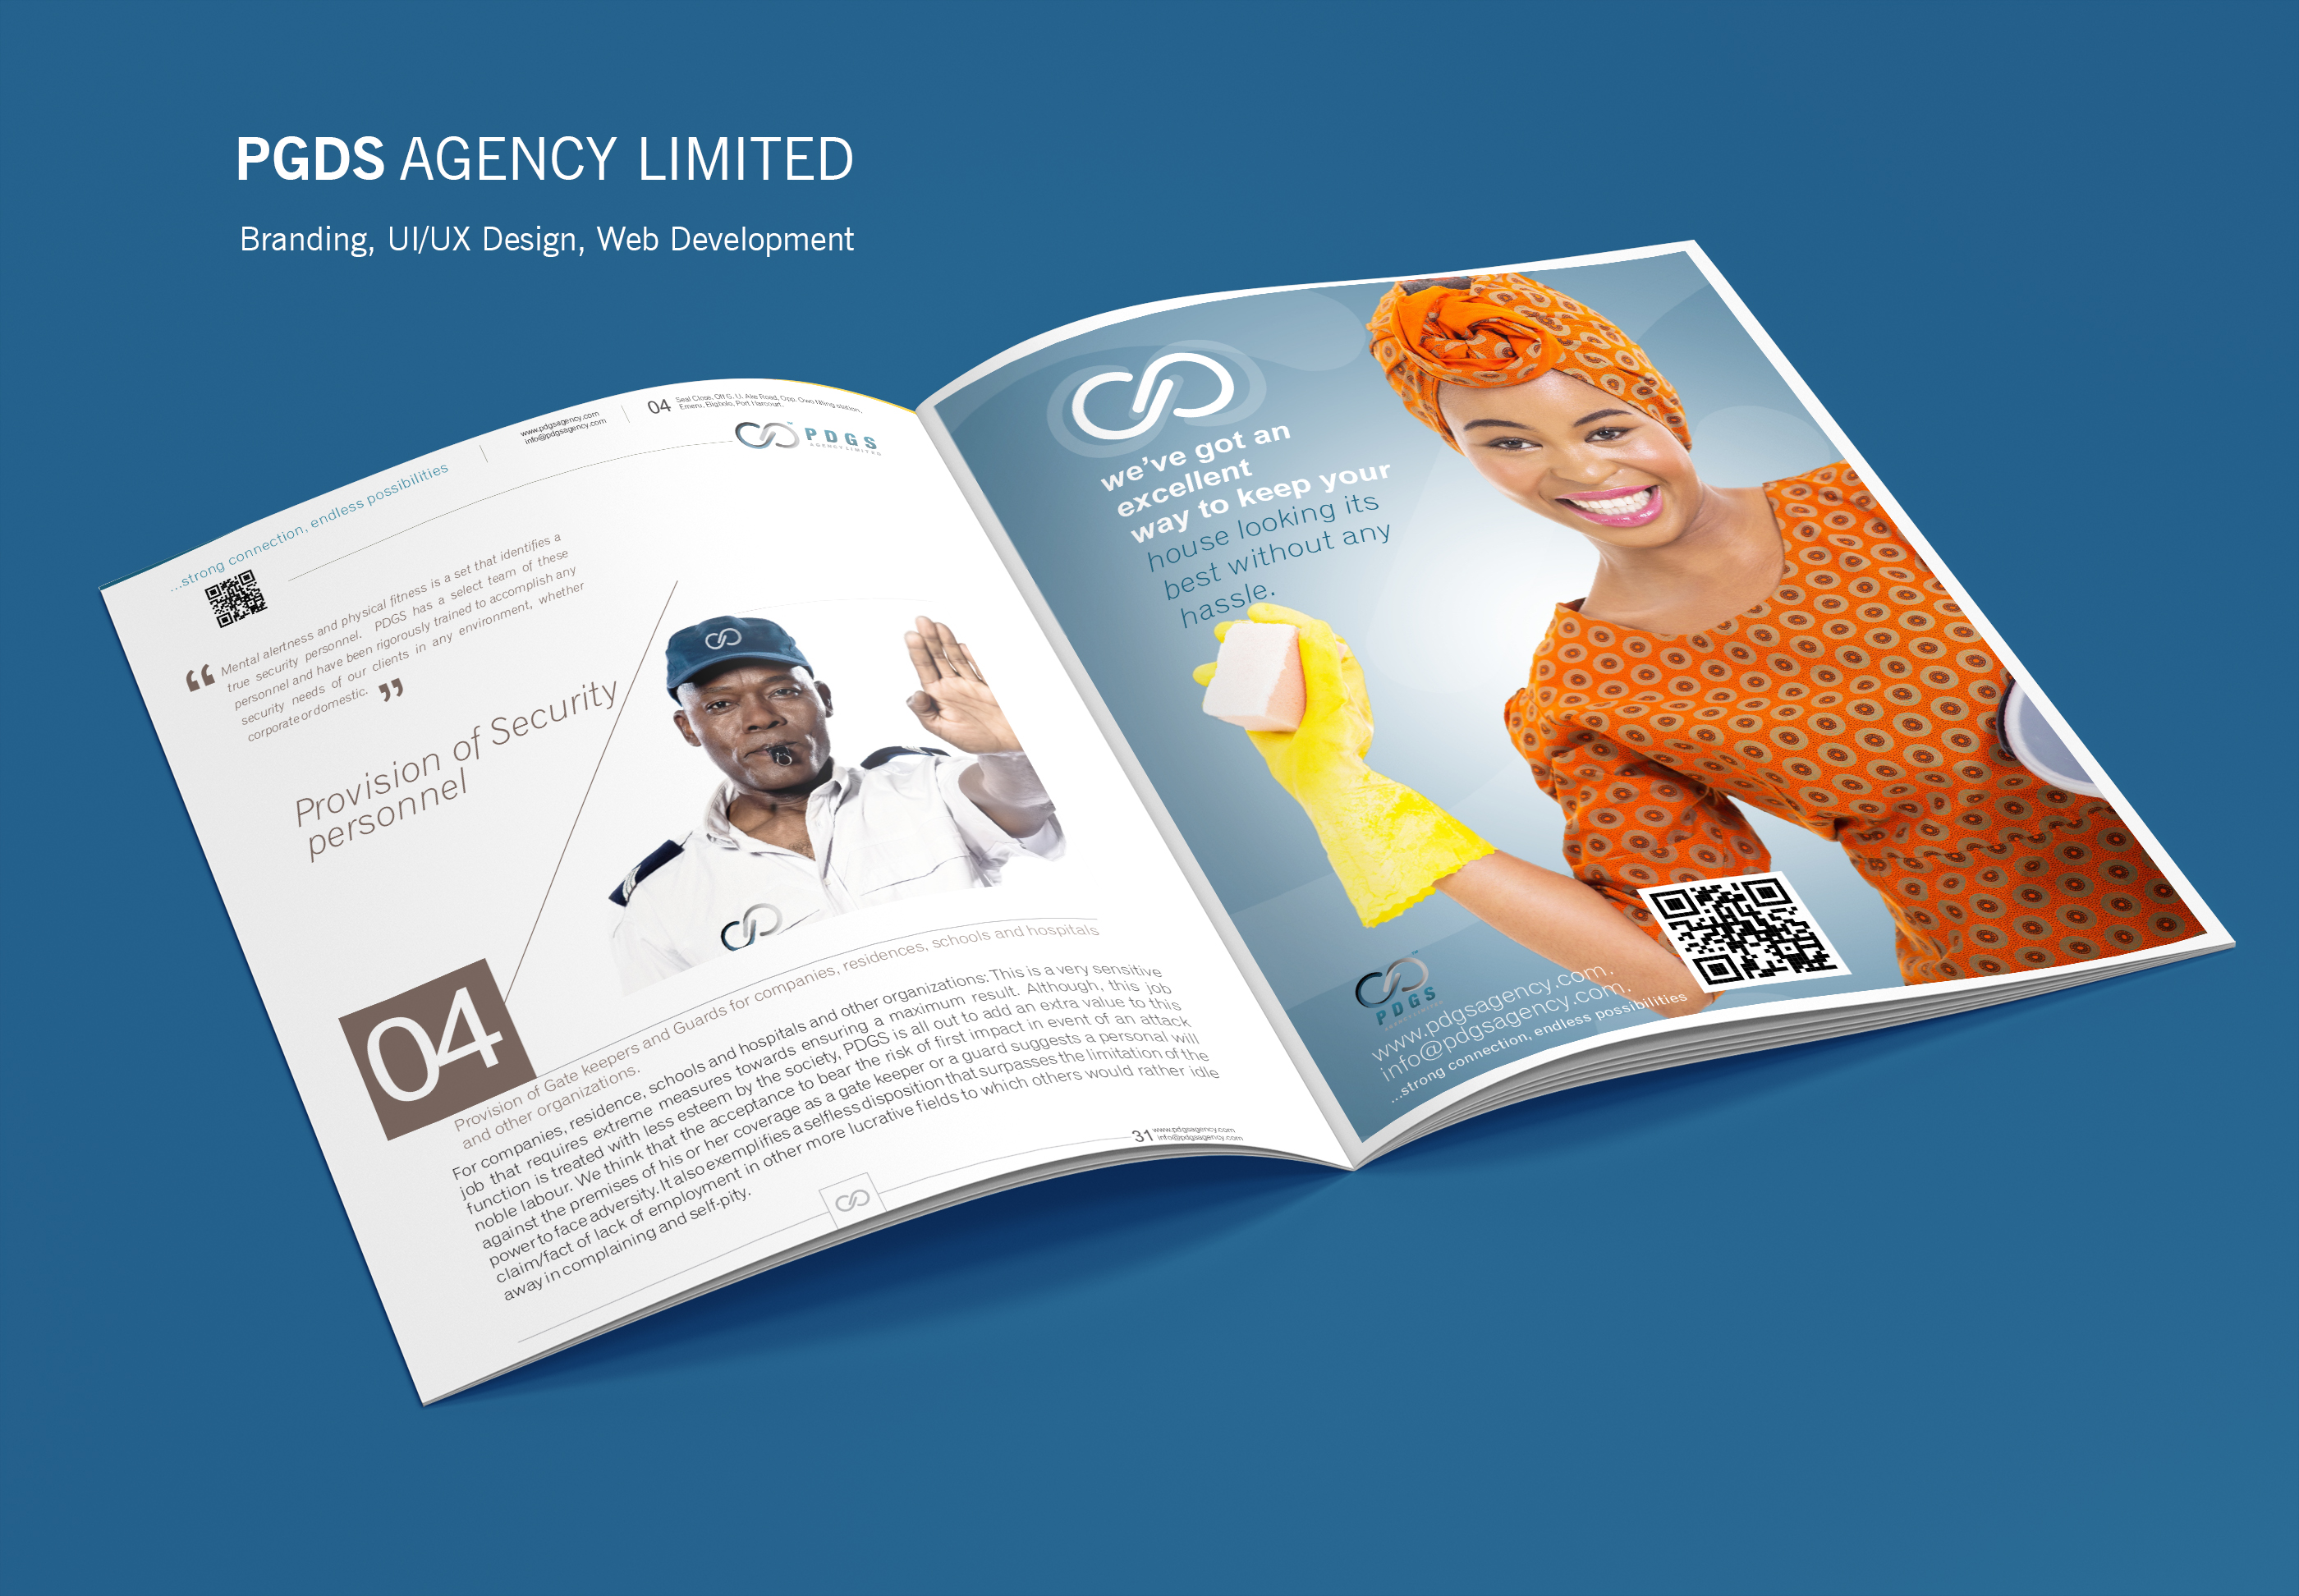 PGDS AGENCY LIMITED
Branding, UI/UX Design, Web Development
...strong connection, endless possibilities
www.pdgsagency.com
info@pdgsagency.com
04
Seal Close, Off G. U. Ake Road, Opp. Owo filling station,
Port Harcourt.
PDGS
AGENCY LIMITED
“ Mental alertness and physical fitness is a set that identifies a
true security personnel. PDGS has a select team of these
personnel and have been rigorously trained to accomplish any
security needs of our clients in any environment, whether
corporate or domestic. ”
Provision of Security
personnel
04
Provision of Gate keepers and Guards for companies, residences, schools and hospitals
and other organizations.
For companies, residence, schools and hospitals and other organizations: This is a very sensitive
job that requires extreme measures towards ensuring a maximum result. Although, this job
function is treated with less esteem by the society, PDGS is all out to add an extra value to this
noble labour. We think that the acceptance to bear the risk of first impact in event of an attack
against the premises of his or her coverage as a gate keeper or a guard suggests a personal will
power to face adversity. It also exemplifies a selfless disposition that surpasses the limitation of the
claim/fact of lack of employment in other more lucrative fields to which others would rather idle
away in complaining and self-pity.
31
www.pdgsagency.com
info@pdgsagency.com
we've got an
excellent
way to keep your
house looking its
best without any
hassle.
PDGS
www.pdgsagency.com.
info@pdgsagency.com.
...strong connection, endless possibilities